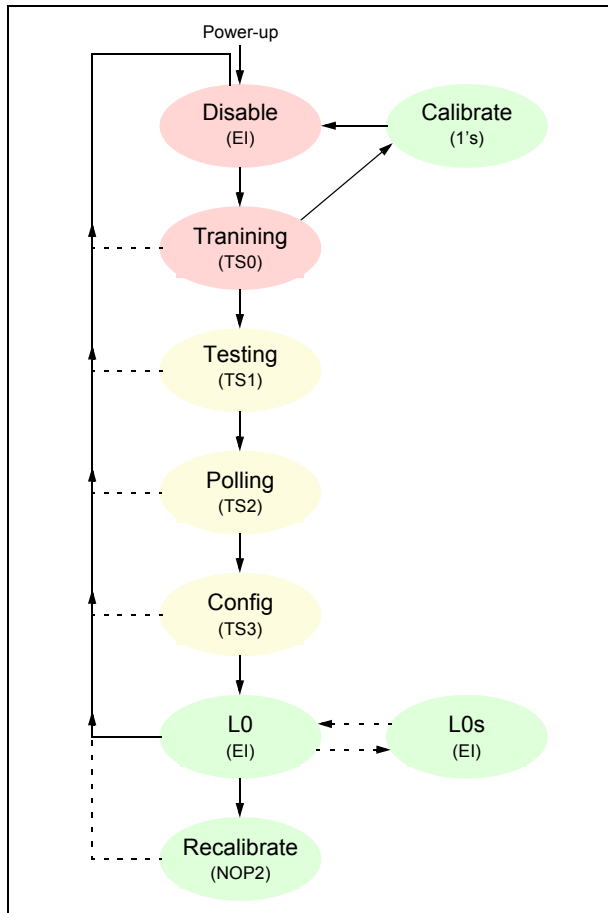 Power-up
Disable
(EI)
Calibrate
(1's)
Tranining
(TS0)
Testing
(TS1)
Polling
(TS2)
Config
(TS3)
L0
(EI)
L0s
(EI)
Recalibrate
(NOP2)